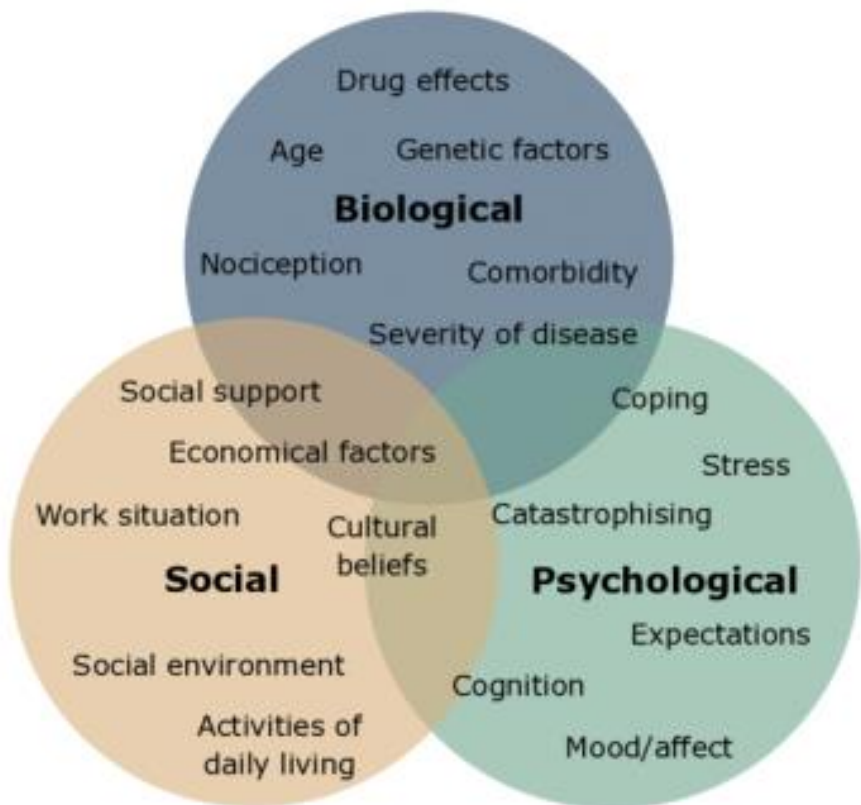 Drug effects
Age
Genetic factors
Biological
Nociception
Comorbidity
Severity of disease
Social support
Economical factors
Work situation
Cultural
beliefs
Social
Social environment
Activities of
daily living
Coping
Stress
Catastrophising
Psychological
Expectations
Cognition
Mood/affect